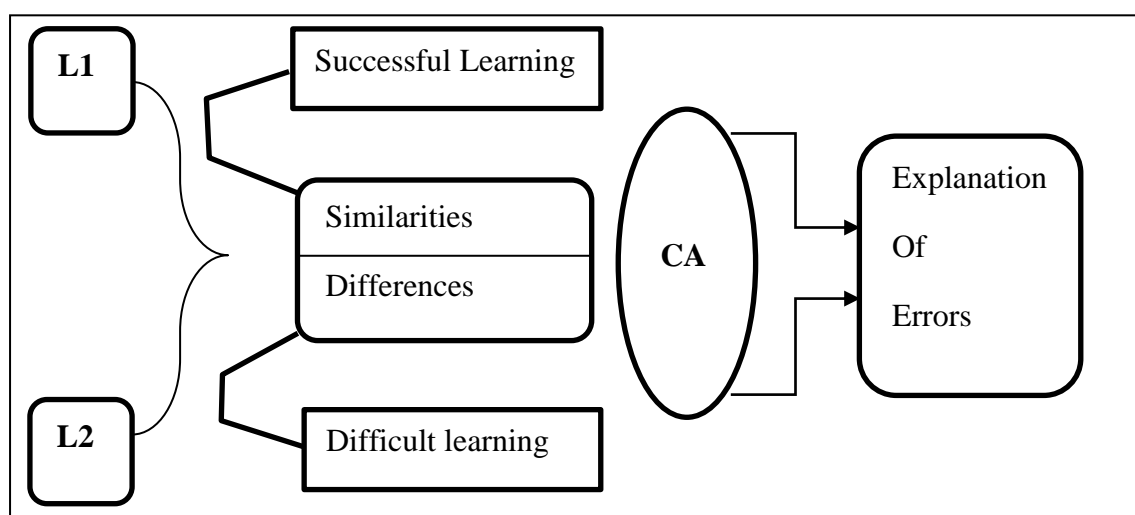 L1
Successful Learning
Similarities
Differences
CA
Explanation
Of
Errors
L2
Difficult learning